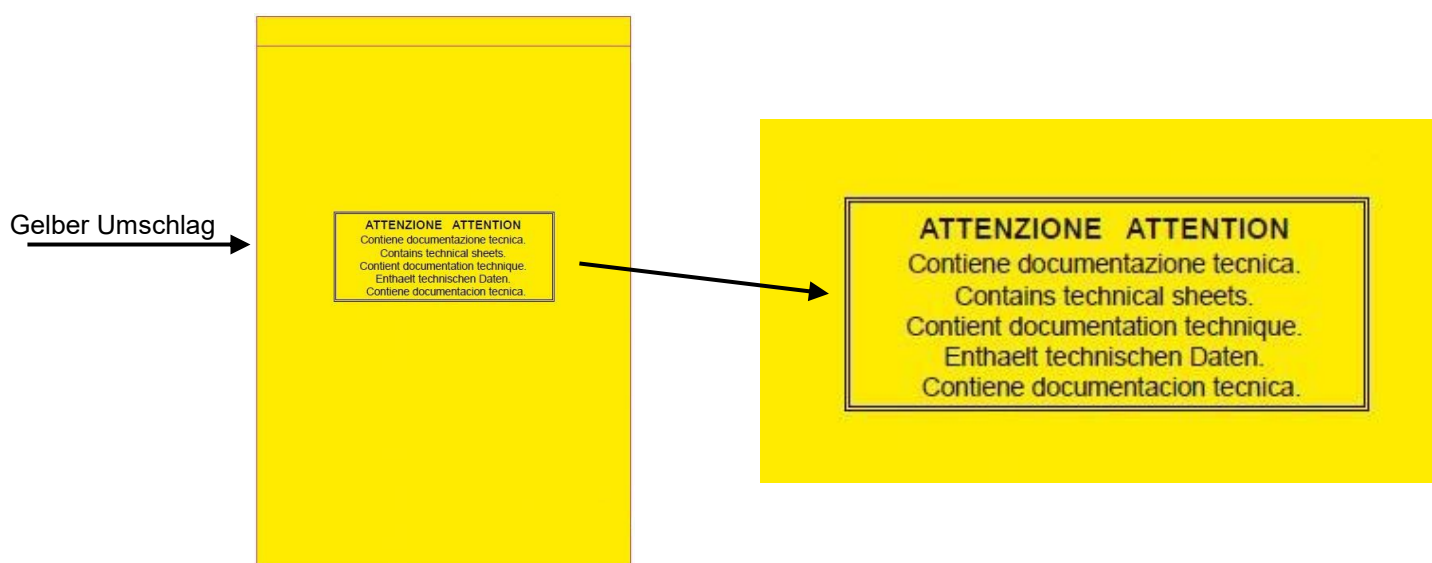 Gelber Umschlag
ATTENZIONE ATTENTION
Contiene documentazione tecnica.
Contains technical sheets.
Contient documentation technique.
Enthaelt technischen Daten.
Contiene documentacion tecnica.
ATTENZIONE ATTENTION
Contiene documentazione tecnica.
Contains technical sheets.
Contient documentation technique.
Enthaelt technischen Daten.
Contiene documentacion tecnica.